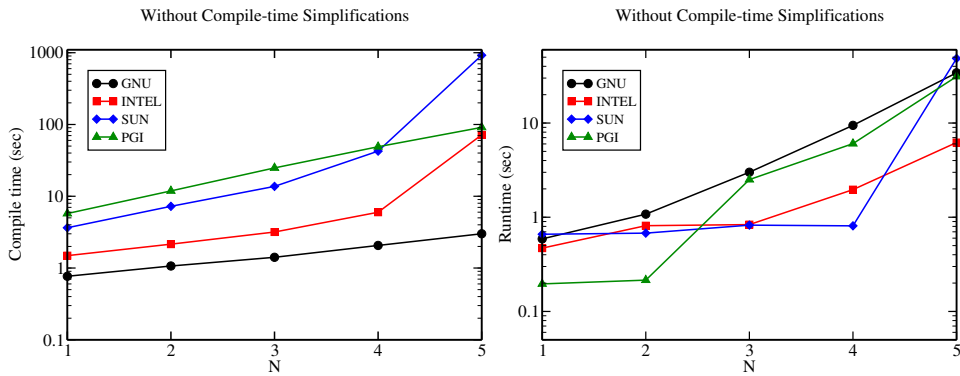 Without Compile-time Simplifications
Compile time (sec)
1000
100
10
1
0.1
GNU
INTEL
SUN
PGI
1 2 3 4 5
N
Without Compile-time Simplifications
Runtime (sec)
10
1
0.1
GNU
INTEL
SUN
PGI
1 2 3 4 5
N